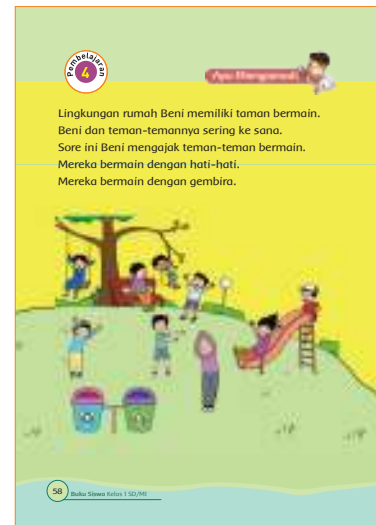 Pembelajaran
4
Ayo Mengamati
Lingkungan rumah Beni memiliki taman bermain.
Beni dan teman-temannya sering ke sana.
Sore ini Beni mengajak teman-teman bermain.
Mereka bermain dengan hati-hati.
Mereka bermain dengan gembira.
58
Buku Siswa Kelas 1 SD/MI